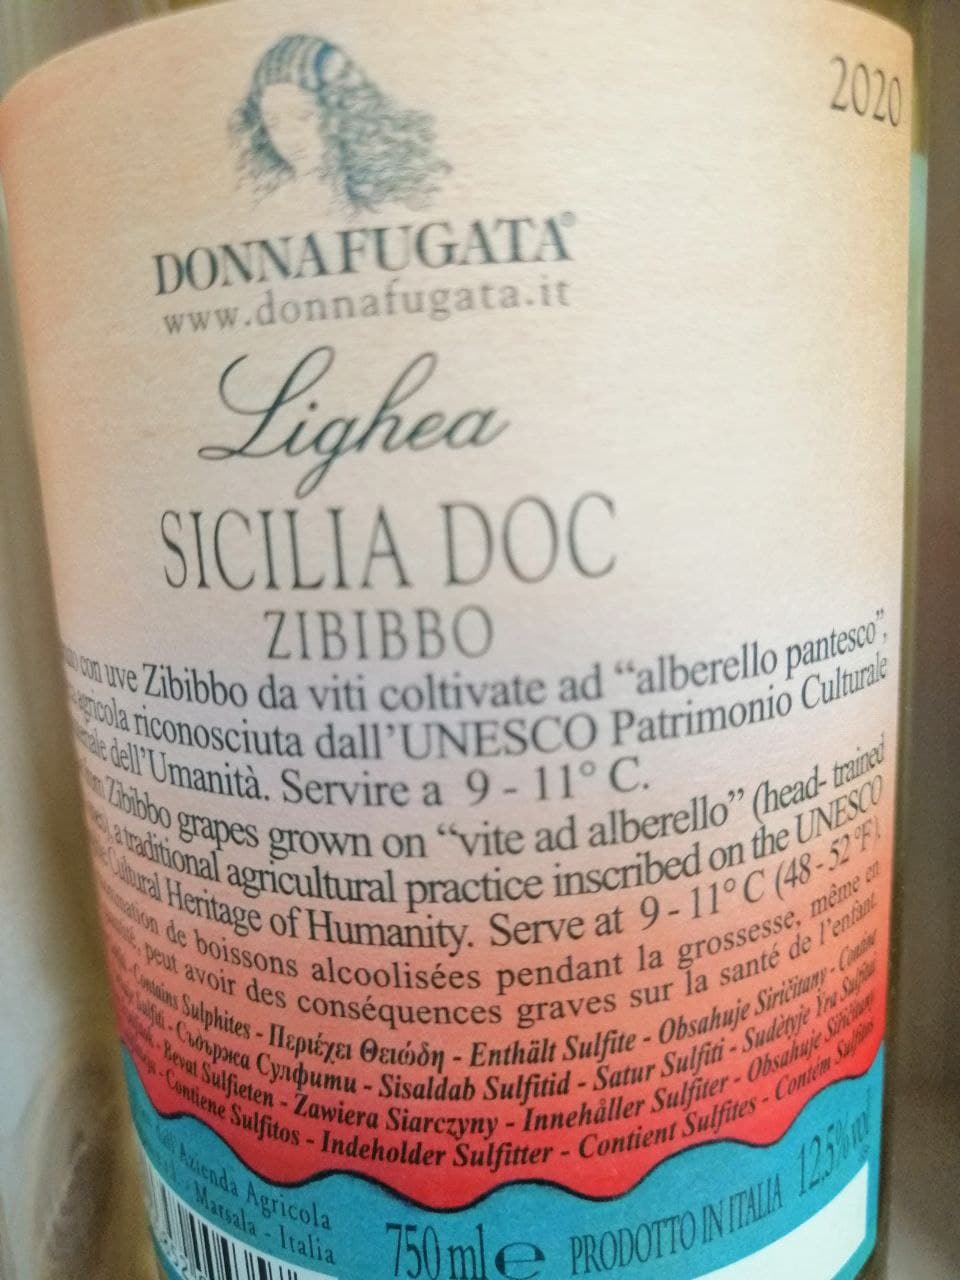 2020
DONNAFUGATA®
www.donnafugata.it
Lighea
SICILIA DOC
ZIBIBBO
con uve Zibibbo da viti coltivate ad “alberello pantesco”,
agricola riconosciuta dall’UNESCO Patrimonio Culturale
dell’Umanità. Servire a 9 - 11° C.
from Zibibbo grapes grown on “vite ad alberello” (head- trained
a traditional agricultural practice inscribed on the UNESCO
Cultural Heritage of Humanity. Serve at 9 - 11° C (48 - 52 °F).
de boissons alcoolisées pendant la grossesse, même en
peut avoir des conséquences graves sur la santé de l’enfant.
Contains Sulphites - Περιέχει Θειώδη - Enthält Sulfite - Obsahuje Siričitany -
Sulfiti - Съдържа Сулфити - Sisaldab Sulfitid - Satur Sulfiti - Sudėtyje Yra Sulfitai
Bevat Sulfieten - Zawiera Siarczyny - Innehåller Sulfiter - Obsahuje Siřičitany
- Contiene Sulfitos - Indeholder Sulfitter - Contient Sulfites - Contém Sulfitos
Azienda Agricola
Marsala - Italia
750 ml e PRODOTTO IN ITALIA 12,5% vol